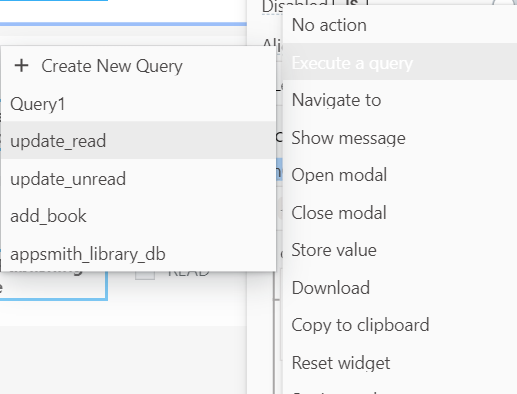 Disabled JS
No action
+ Create New Query
Execute a query
Query1
Navigate to
update_read
Show message
update_unread
Open modal
add_book
Close modal
appsmith_library_db
Store value
READ
Download
Copy to clipboard
Reset widget